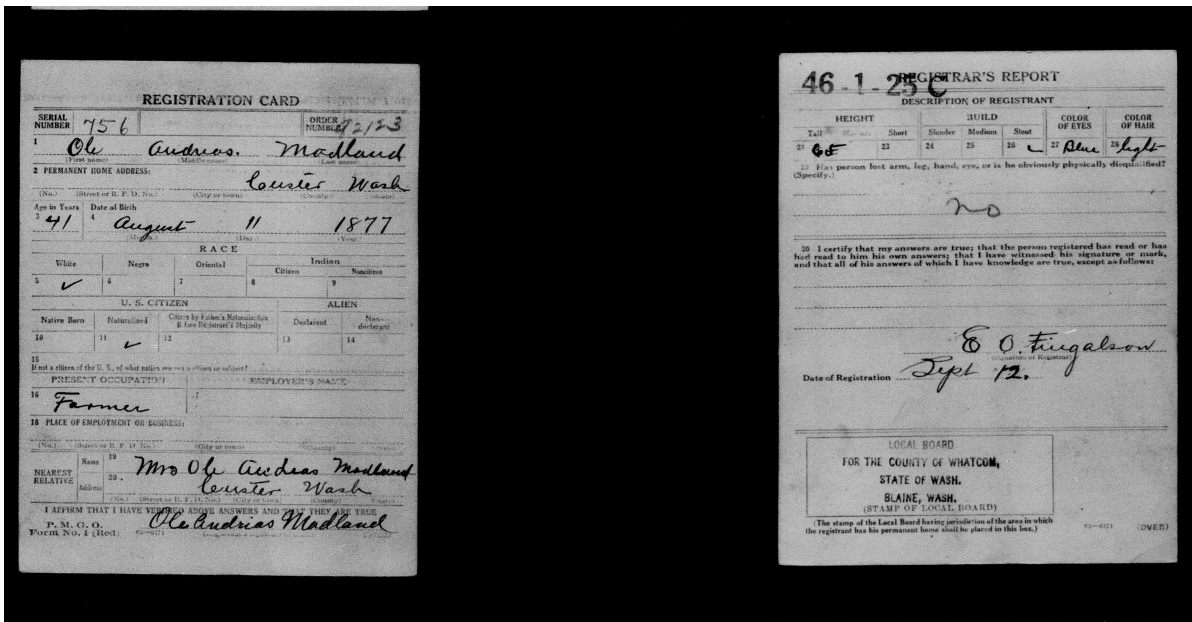 REGISTRATION CARD
SERIAL NUMBER 756 ORDER NUMBER
1 Ole Andreas. Modland
(First name) (Middle name) (Last name)
2 PERMANENT HOME ADDRESS:
Custer Wash
(No.) (Street or R. F. D. No.) (City or town) (County) (State)
Age in Years Date of Birth
3 41 4 August 11 1877
(Month.) (Day.) (Year.)
RACE
White Negro Oriental Indian
Citizen Noncitizen
5 ✓ 6 7 8 9
U. S. CITIZEN ALIEN
Native Born Naturalized Citizen by Father's Naturalization Before Registrant's Majority Declarant Non-declarant
10 11 ✓ 12 13 14
15
If not a citizen of the U. S., of what nation are you a citizen or subject?
PRESENT OCCUPATION EMPLOYER'S NAME
16 Farmer 17
18 PLACE OF EMPLOYMENT OR BUSINESS:
(No.) (Street or R. F. D. No.) (City or town) (County) (State)
NEAREST RELATIVE Name 19 Mrs Ole Andreas Modland
Address 20 Custer Wash
(No.) (Street or R. F. D. No.) (City or town) (County) (State)
I AFFIRM THAT I HAVE VERIFIED ABOVE ANSWERS AND THAT THEY ARE TRUE
P. M. G. O.
Form No. 1 (Red) Ole Andrias Modland
46-1-25 C REGISTRAR'S REPORT
DESCRIPTION OF REGISTRANT
HEIGHT BUILD COLOR OF EYES COLOR OF HAIR
Tall Medium Short Slender Medium Stout
21 23 24 25 26 ✓ 27 Blue 28 light
29 Has person lost arm, leg, hand, eye, or is he obviously physically disqualified?
(Specify.)
no
30 I certify that my answers are true; that the person registered has read or has
had read to him his own answers; that I have witnessed his signature or mark,
and that all of his answers of which I have knowledge are true, except as follows:
E O. Fingalson
(Signature of Registrar)
Date of Registration Sept 12.
LOCAL BOARD
FOR THE COUNTY OF WHATCOM,
STATE OF WASH.
BLAINE, WASH.
(STAMP OF LOCAL BOARD)
(The stamp of the Local Board having jurisdiction of the area in which
the registrant has his permanent home shall be placed in this box.)
(OVER)